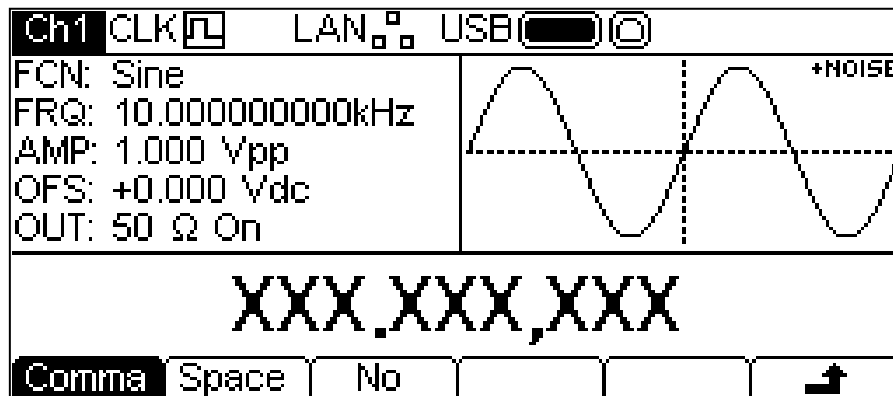 Ch1 CLK LAN USB
FCN: Sine
FRQ: 10.000000000kHz
AMP: 1.000 Vpp
OFS: +0.000 Vdc
OUT: 50 Ω On
+NOISE
XXX.XXX,XXX
Comma Space No